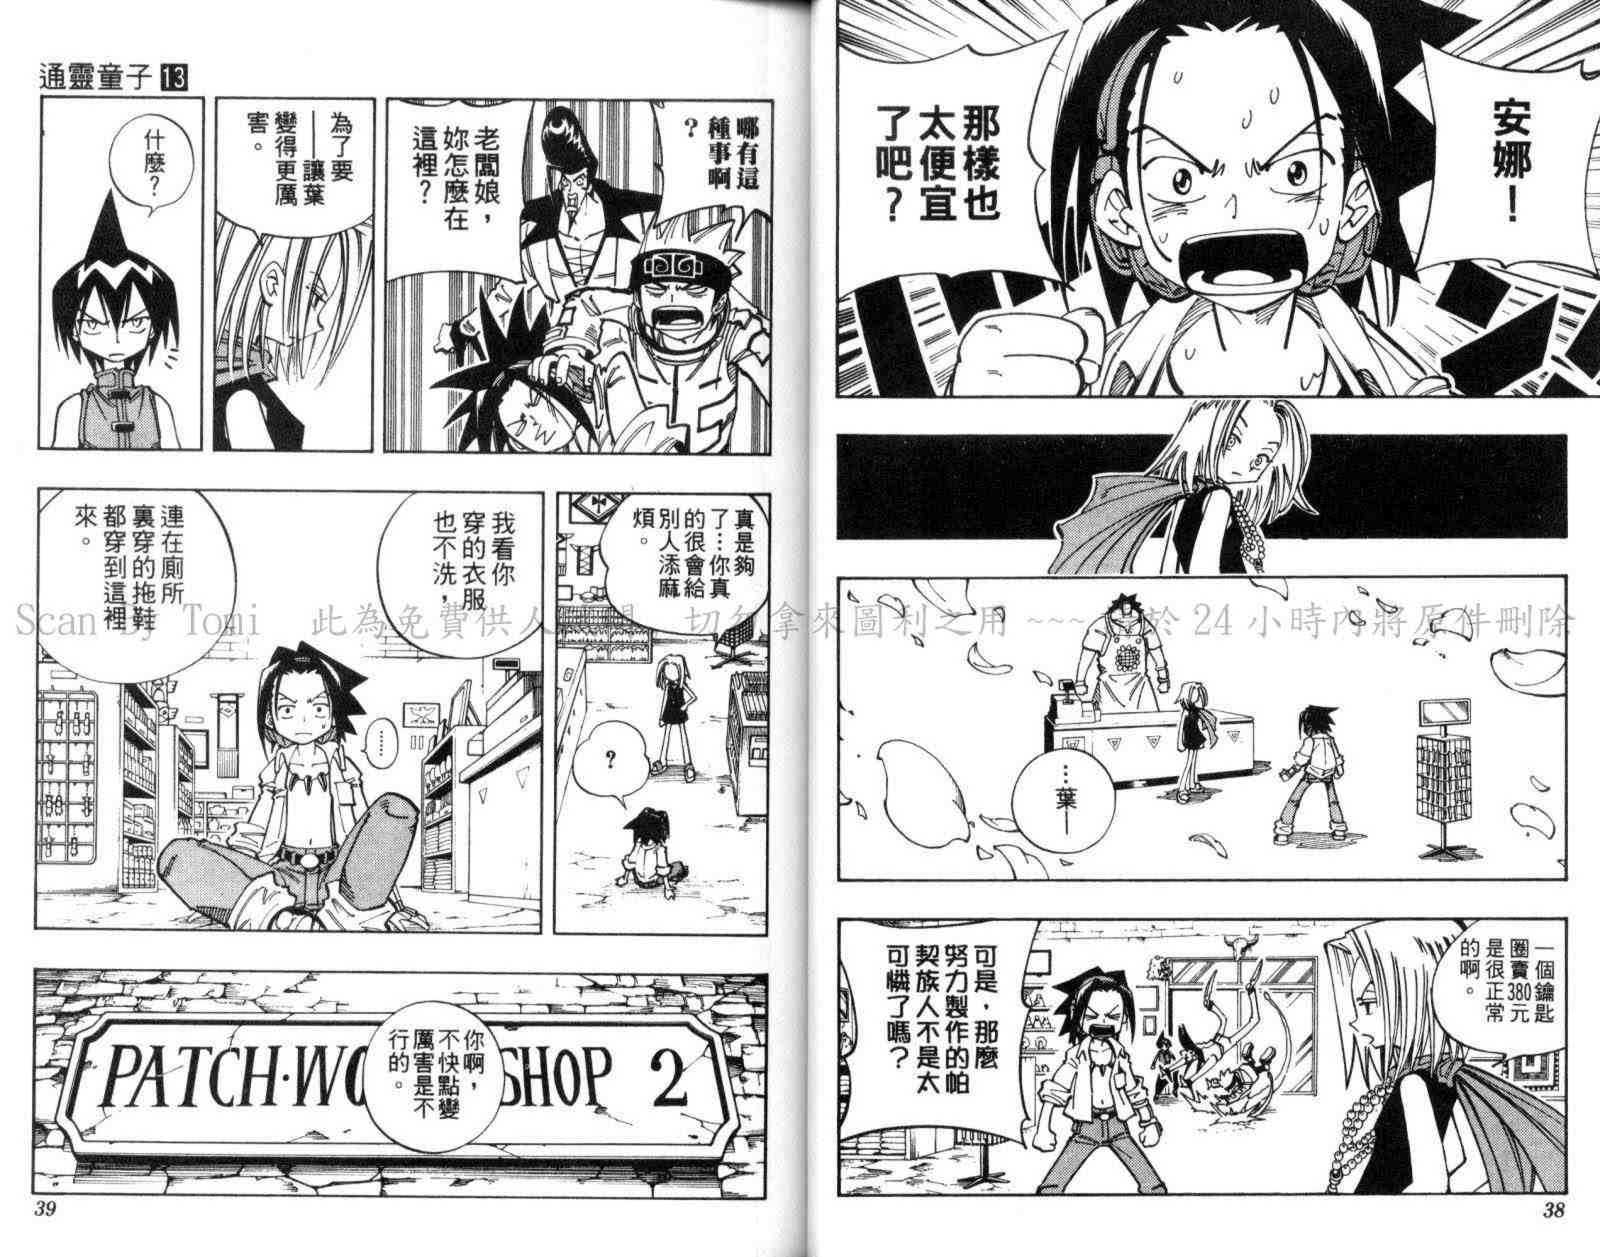 安娜！
那樣也
太便宜
了吧？
⋯
葉——
一個鑰匙
圈賣380元
是很正常
的啊。
可是，那麼
努力製作的帕
契族人不是太
可憐了嗎？
38
通靈童子 13
哪有這
種事啊
？
老闆娘，
妳怎麼在
這裡？
為了要
——讓葉
變得更厲
害。
什麼？
真是夠
了⋯你真
的很會給
別人添麻
煩。
？
我看你
穿的衣服
也不洗，
⋯⋯
連在廁所
裏穿的拖鞋
都穿到這裡
來。
PATCH·WO SHOP 2
你啊，
不快點變
厲害是不
行的。
39
Scan By Toni 此為免費供人 切勿拿來圖利之用 ~~~ 於 24 小時內將原件刪除